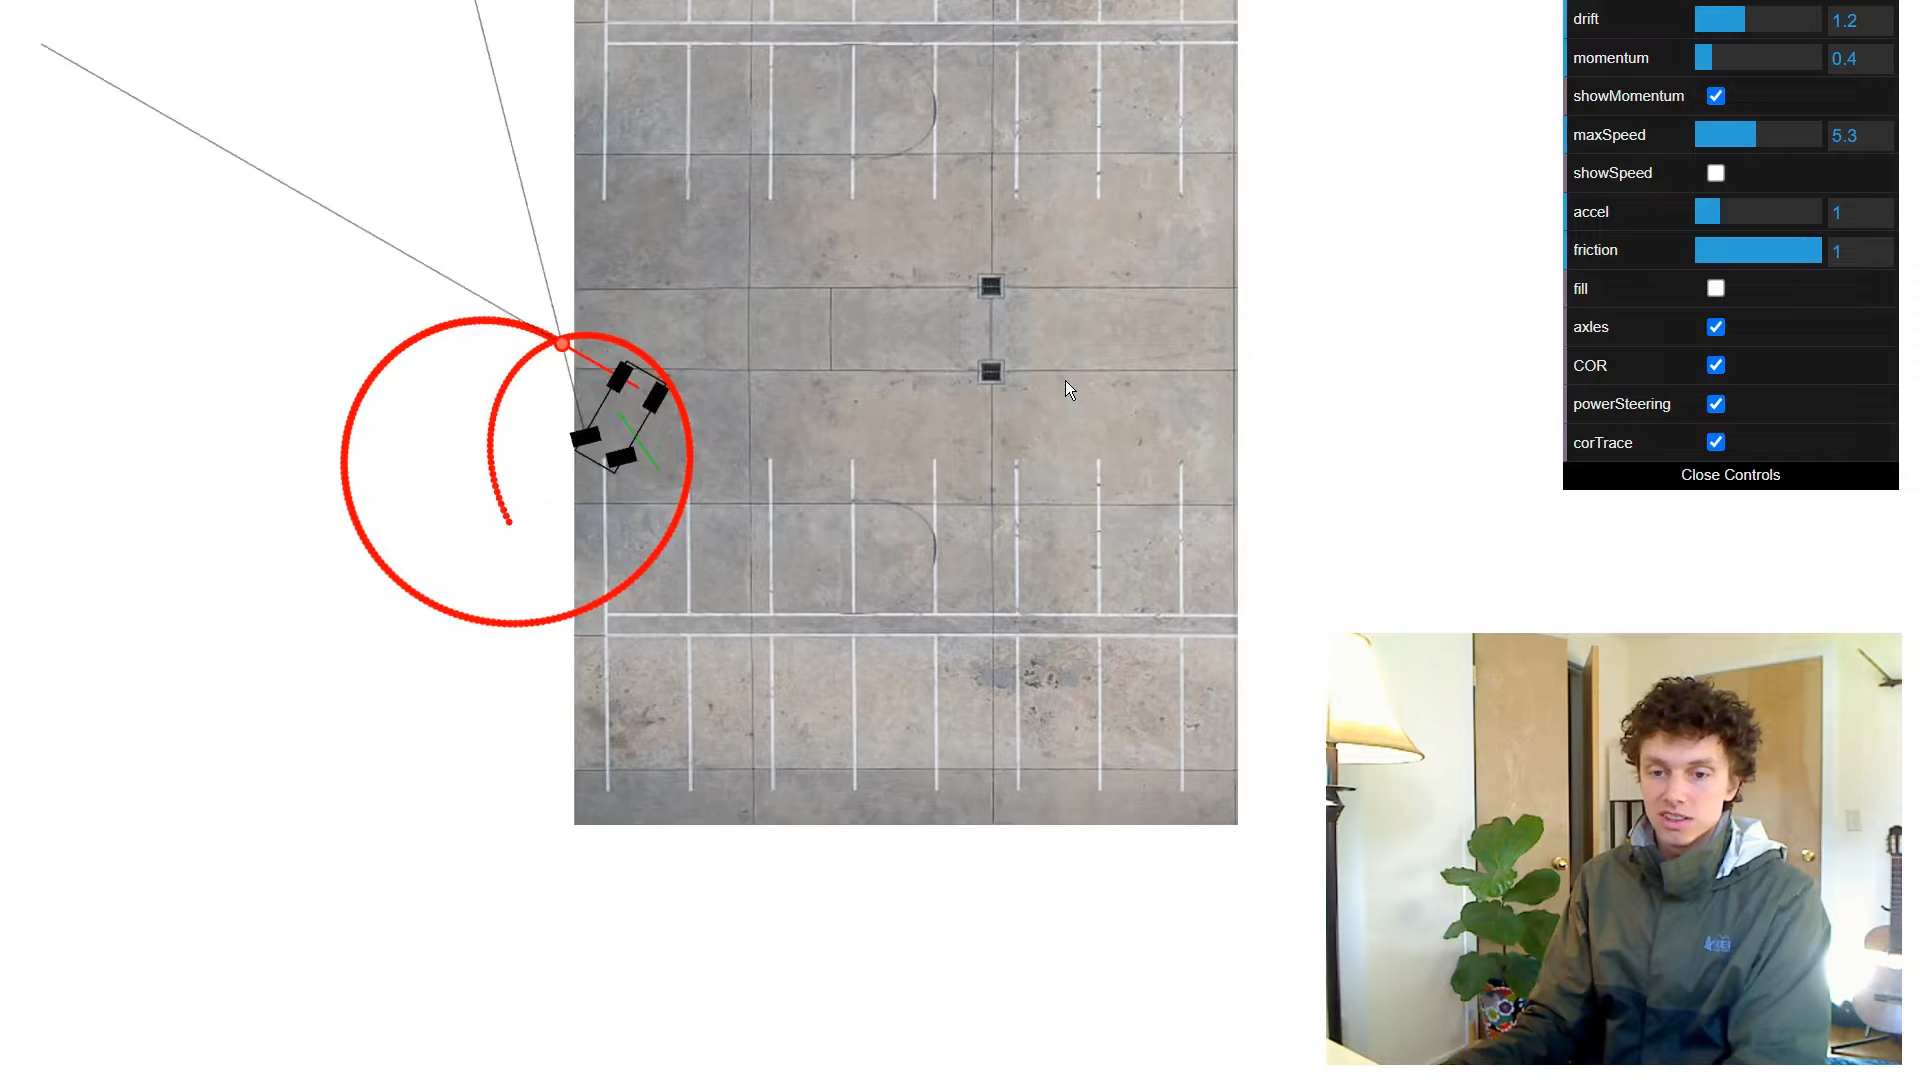 drift 1.2
momentum 0.4
showMomentum
maxSpeed 5.3
showSpeed
accel 1
friction 1
fill
axles
COR
powerSteering
corTrace
Close Controls
REI